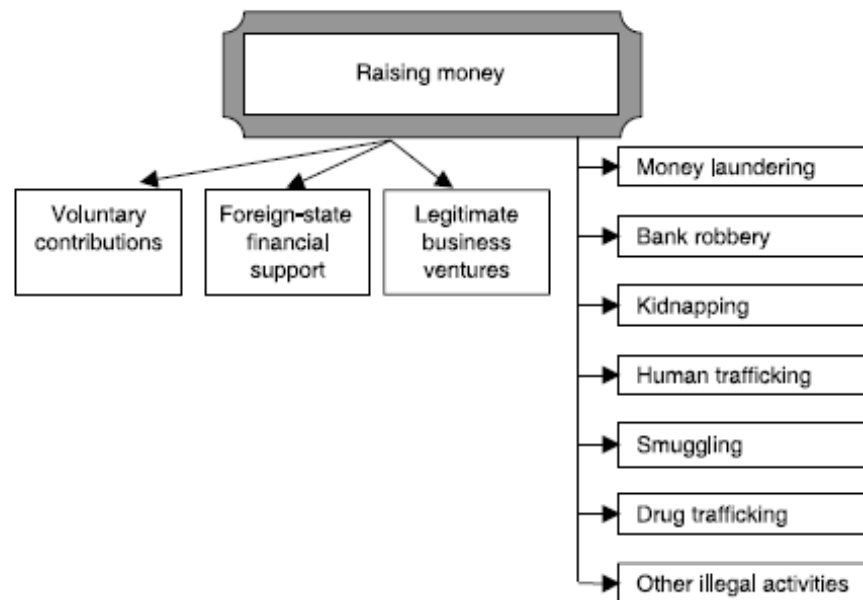 Raising money
Voluntary
contributions
Foreign-state
financial
support
Legitimate
business
ventures
Money laundering
Bank robbery
Kidnapping
Human trafficking
Smuggling
Drug trafficking
Other illegal activities